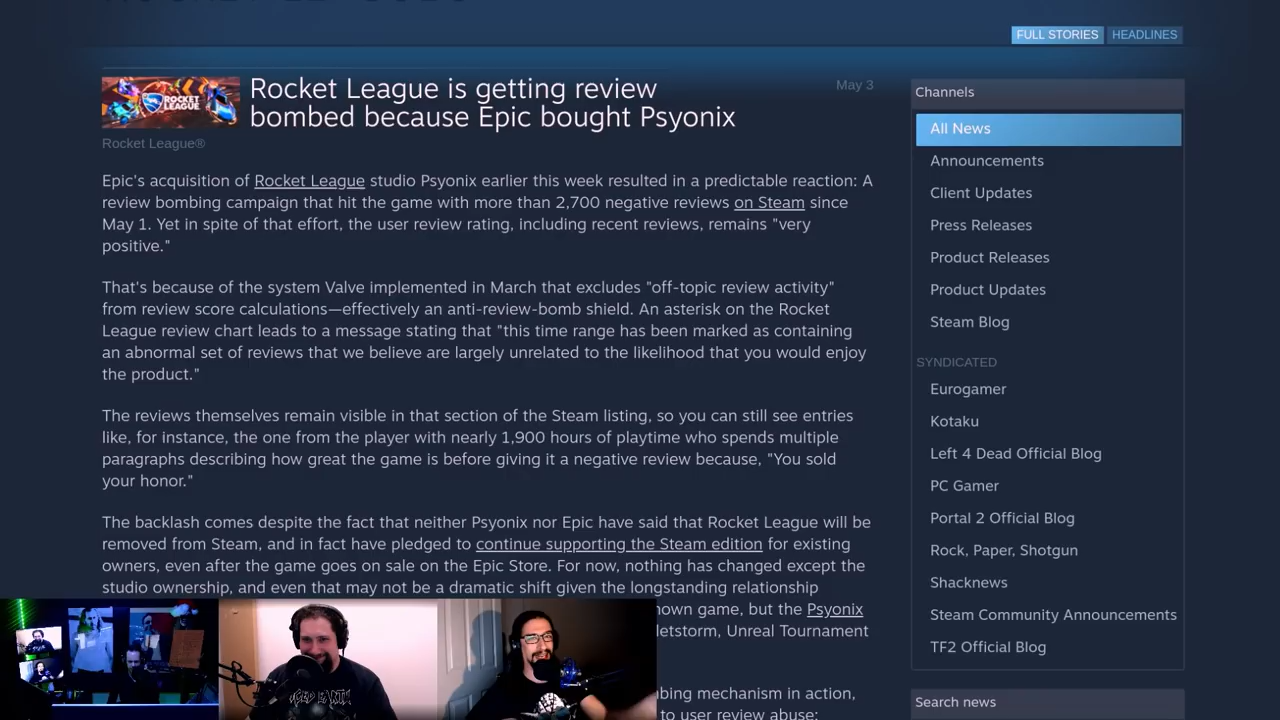 FULL STORIES HEADLINES
Rocket League is getting review
bombed because Epic bought Psyonix
May 3
ROCKET
LEAGUE
Rocket League®
Epic's acquisition of Rocket League studio Psyonix earlier this week resulted in a predictable reaction: A
review bombing campaign that hit the game with more than 2,700 negative reviews on Steam since
May 1. Yet in spite of that effort, the user review rating, including recent reviews, remains "very
positive."
That's because of the system Valve implemented in March that excludes "off-topic review activity"
from review score calculations—effectively an anti-review-bomb shield. An asterisk on the Rocket
League review chart leads to a message stating that "this time range has been marked as containing
an abnormal set of reviews that we believe are largely unrelated to the likelihood that you would enjoy
the product."
The reviews themselves remain visible in that section of the Steam listing, so you can still see entries
like, for instance, the one from the player with nearly 1,900 hours of playtime who spends multiple
paragraphs describing how great the game is before giving it a negative review because, "You sold
your honor."
The backlash comes despite the fact that neither Psyonix nor Epic have said that Rocket League will be
removed from Steam, and in fact have pledged to continue supporting the Steam edition for existing
owners, even after the game goes on sale on the Epic Store. For now, nothing has changed except the
studio ownership, and even that may not be a dramatic shift given the longstanding relationship
nown game, but the Psyonix
letstorm, Unreal Tournament
bing mechanism in action,
to user review abuse:
Channels
All News
Announcements
Client Updates
Press Releases
Product Releases
Product Updates
Steam Blog
SYNDICATED
Eurogamer
Kotaku
Left 4 Dead Official Blog
PC Gamer
Portal 2 Official Blog
Rock, Paper, Shotgun
Shacknews
Steam Community Announcements
TF2 Official Blog
Search news